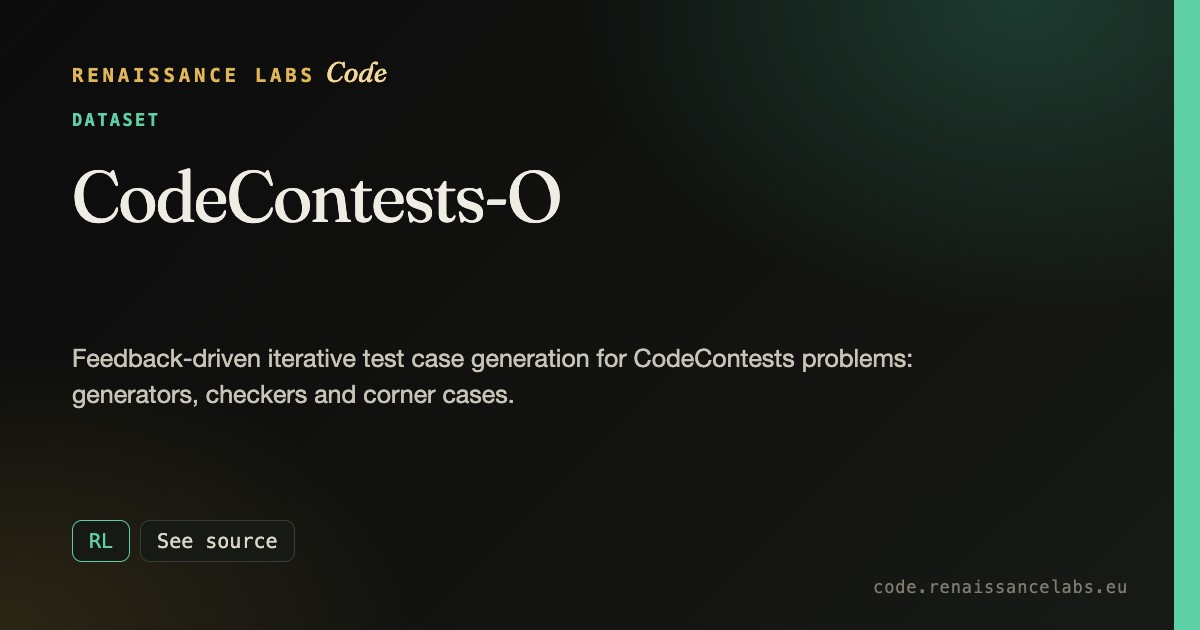 RENAISSANCE LABS Code
DATASET
CodeContests-O
Feedback-driven iterative test case generation for CodeContests problems:
generators, checkers and corner cases.
RL See source
code.renaissancelabs.eu